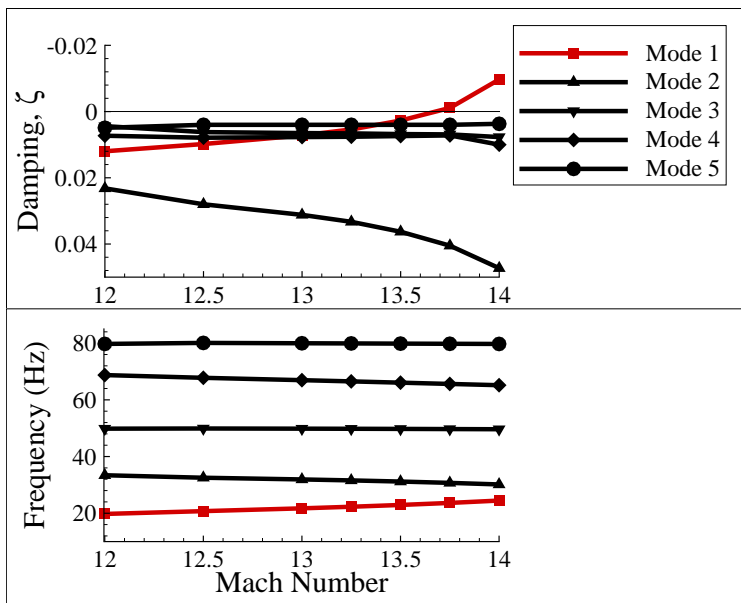 -0.02
0
0.02
0.04
Damping, ζ
12 12.5 13 13.5 14
Mode 1
Mode 2
Mode 3
Mode 4
Mode 5
80
60
40
20
Frequency (Hz)
12 12.5 13 13.5 14
Mach Number